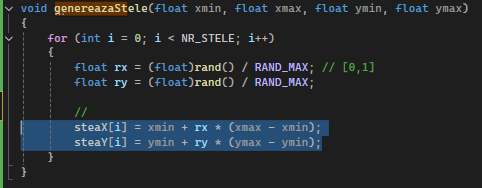 void genereazaStele(float xmin, float xmax, float ymin, float ymax)
{
    for (int i = 0; i < NR_STELE; i++)
    {
        float rx = (float)rand() / RAND_MAX; // [0,1]
        float ry = (float)rand() / RAND_MAX;

        //
        steaX[i] = xmin + rx * (xmax - xmin);
        steaY[i] = ymin + ry * (ymax - ymin);
    }
}